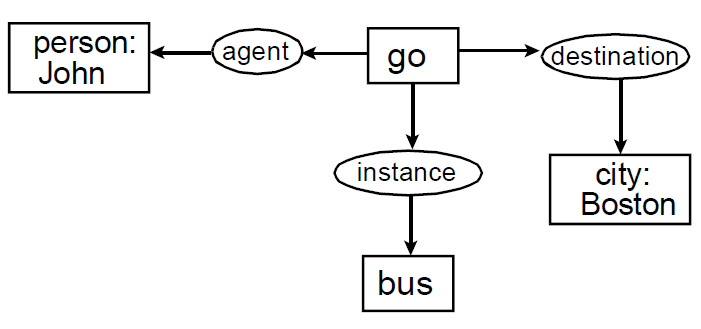 person:
John
agent
go
destination
instance
city:
Boston
bus